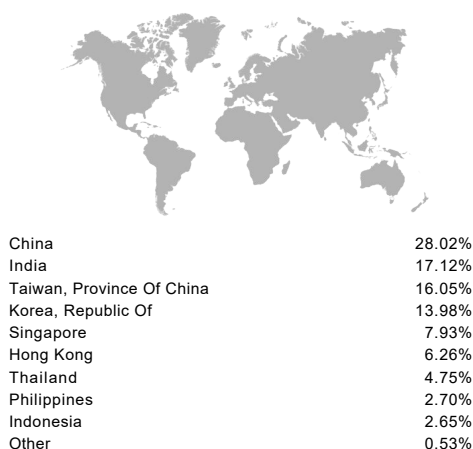 China 28.02%
India 17.12%
Taiwan, Province Of China 16.05%
Korea, Republic Of 13.98%
Singapore 7.93%
Hong Kong 6.26%
Thailand 4.75%
Philippines 2.70%
Indonesia 2.65%
Other 0.53%